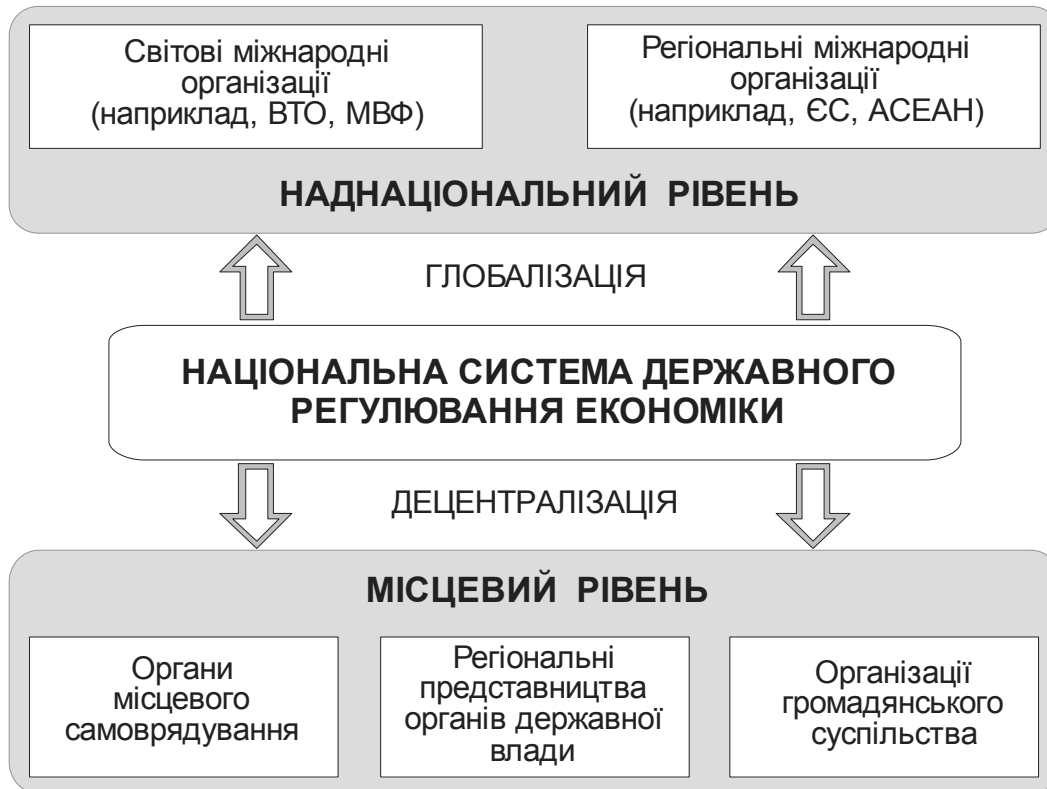 Світові міжнародні
організації
(наприклад, ВТО, МВФ)
Регіональні міжнародні
організації
(наприклад, ЄС, АСЕАН)
НАДНАЦІОНАЛЬНИЙ РІВЕНЬ
ГЛОБАЛІЗАЦІЯ
НАЦІОНАЛЬНА СИСТЕМА ДЕРЖАВНОГО
РЕГУЛЮВАННЯ ЕКОНОМІКИ
ДЕЦЕНТРАЛІЗАЦІЯ
МІСЦЕВИЙ РІВЕНЬ
Органи
місцевого
самоврядування
Регіональні
представництва
органів державної
влади
Організації
громадянського
суспільства